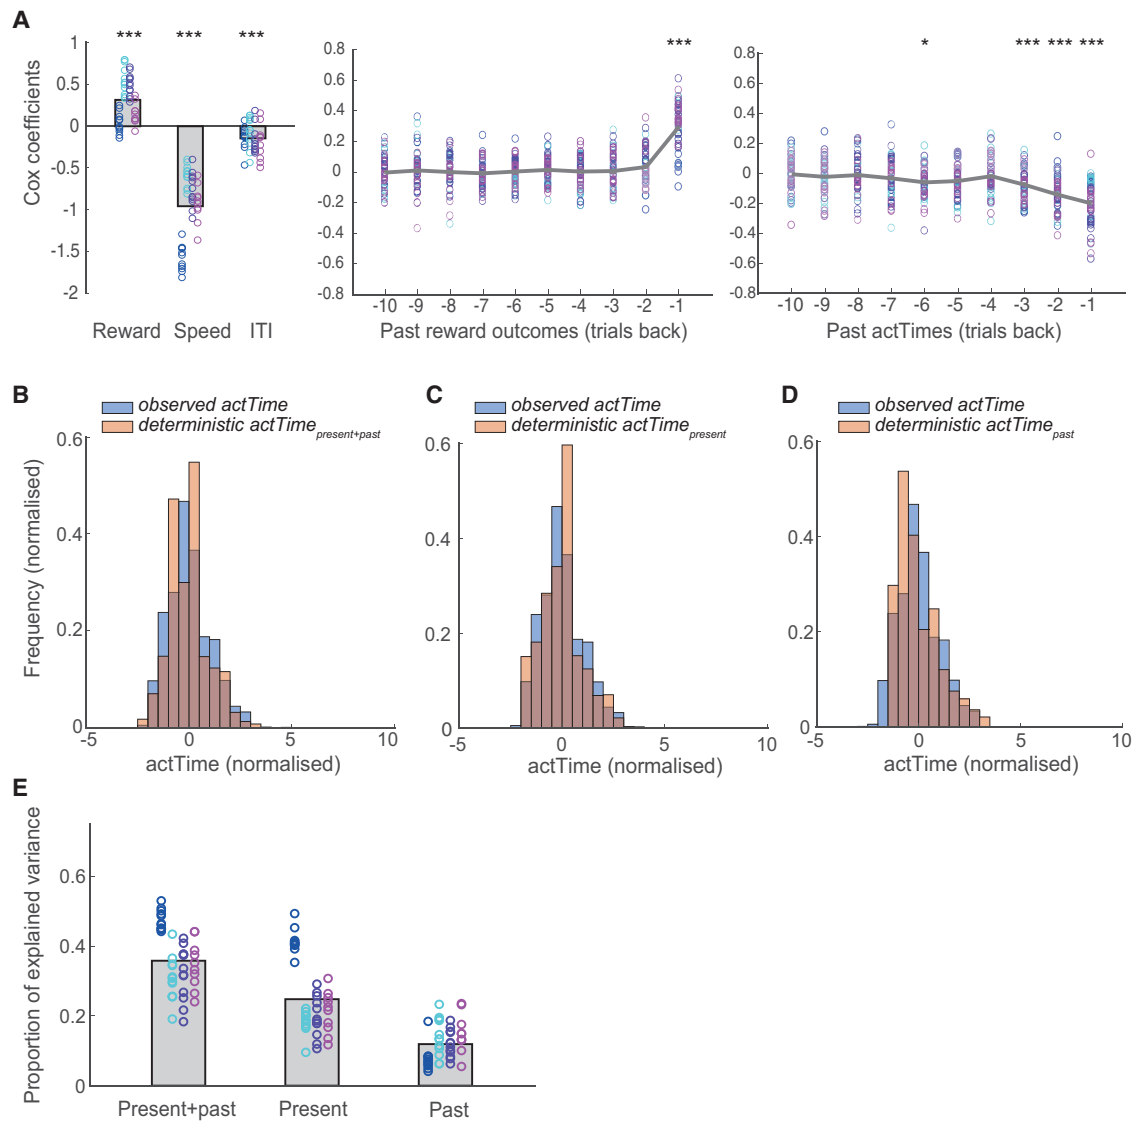 A
*** *** ***
Cox coefficients
1
0.5
0
-0.5
-1
-1.5
-2
Reward Speed ITI
***
0.8
0.6
0.4
0.2
0
-0.2
-0.4
-0.6
-0.8
-10 -9 -8 -7 -6 -5 -4 -3 -2 -1
Past reward outcomes (trials back)
* *** *** ***
0.8
0.6
0.4
0.2
0
-0.2
-0.4
-0.6
-0.8
-10 -9 -8 -7 -6 -5 -4 -3 -2 -1
Past actTimes (trials back)
B
observed actTime
deterministic actTime present+past
Frequency (normalised)
0.6
0.4
0.2
0
-5 0 5 10
actTime (normalised)
C
observed actTime
deterministic actTime present
0.6
0.4
0.2
0
-5 0 5 10
actTime (normalised)
D
observed actTime
deterministic actTime past
0.6
0.4
0.2
0
-5 0 5 10
actTime (normalised)
E
Proportion of explained variance
0.6
0.4
0.2
0
Present+past Present Past